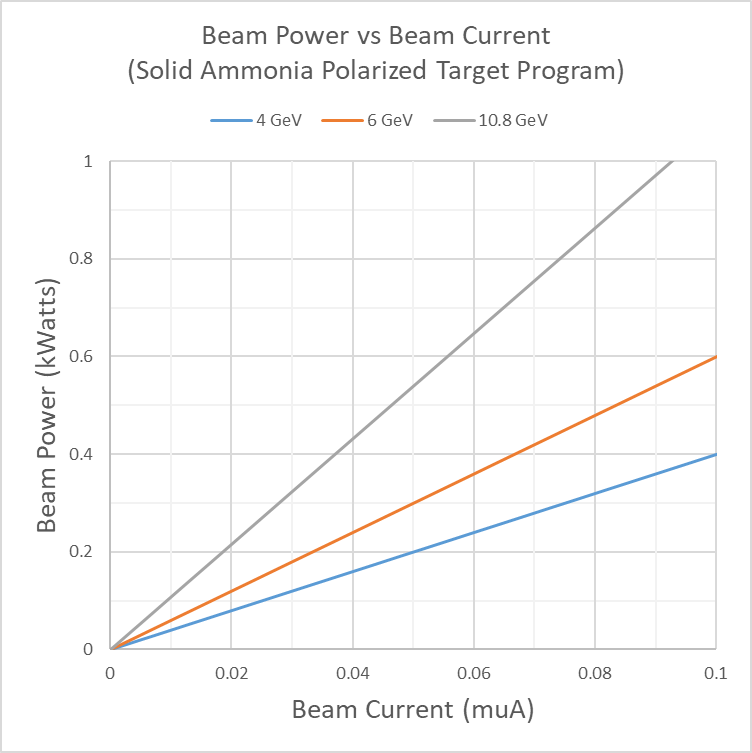 Beam Power vs Beam Current
(Solid Ammonia Polarized Target Program)
4 GeV 6 GeV 10.8 GeV
1
0.8
0.6
0.4
0.2
0
Beam Power (kWatts)
0 0.02 0.04 0.06 0.08 0.1
Beam Current (muA)